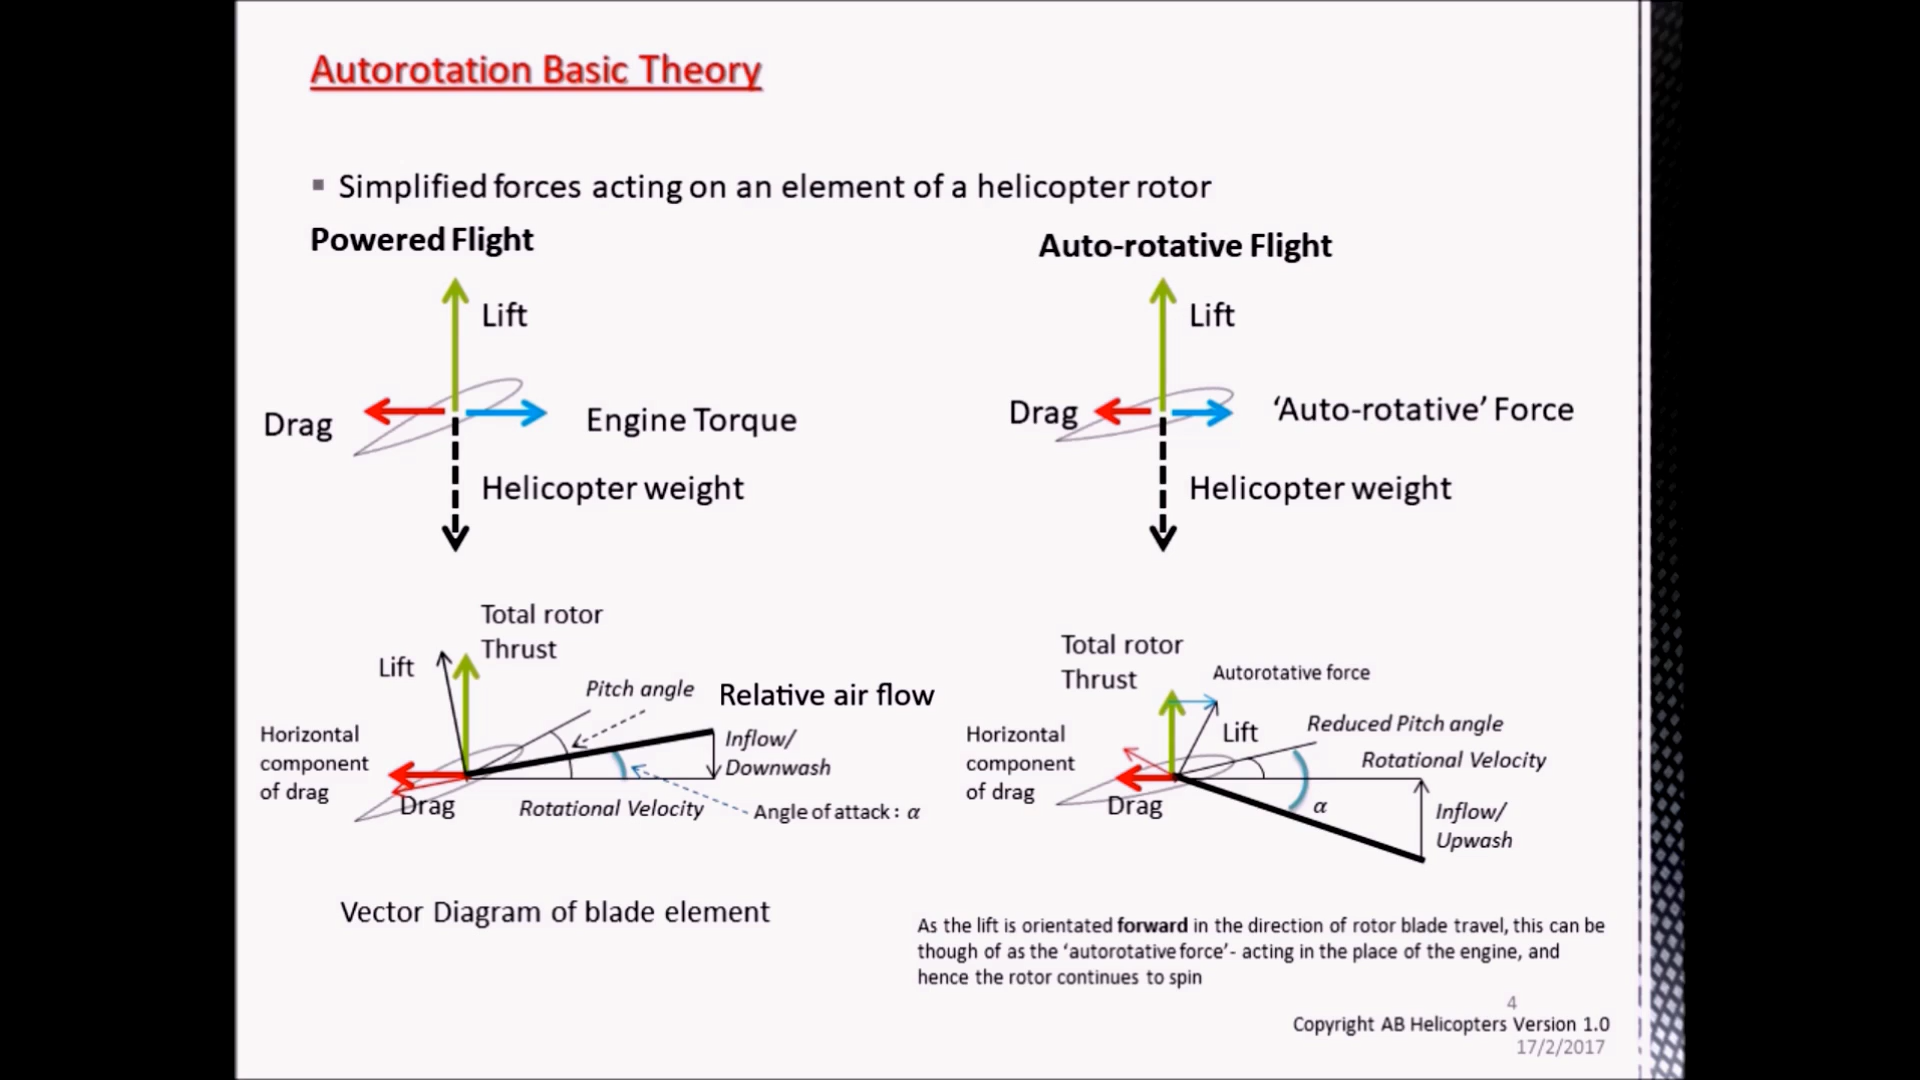 Autorotation Basic Theory
Simplified forces acting on an element of a helicopter rotor
Powered Flight
Lift
Drag
Engine Torque
Helicopter weight
Auto-rotative Flight
Lift
Drag
‘Auto-rotative’ Force
Helicopter weight
Total rotor
Thrust
Lift
Pitch angle
Relative air flow
Horizontal
component
of drag
Inflow/
Downwash
Drag
Rotational Velocity
Angle of attack: α
Vector Diagram of blade element
Total rotor
Thrust
Autorotative force
Lift
Reduced Pitch angle
Rotational Velocity
Horizontal
component
of drag
Drag
α
Inflow/
Upwash
As the lift is orientated forward in the direction of rotor blade travel, this can be
though of as the ‘autorotative force’- acting in the place of the engine, and
hence the rotor continues to spin
4
Copyright AB Helicopters Version 1.0
17/2/2017